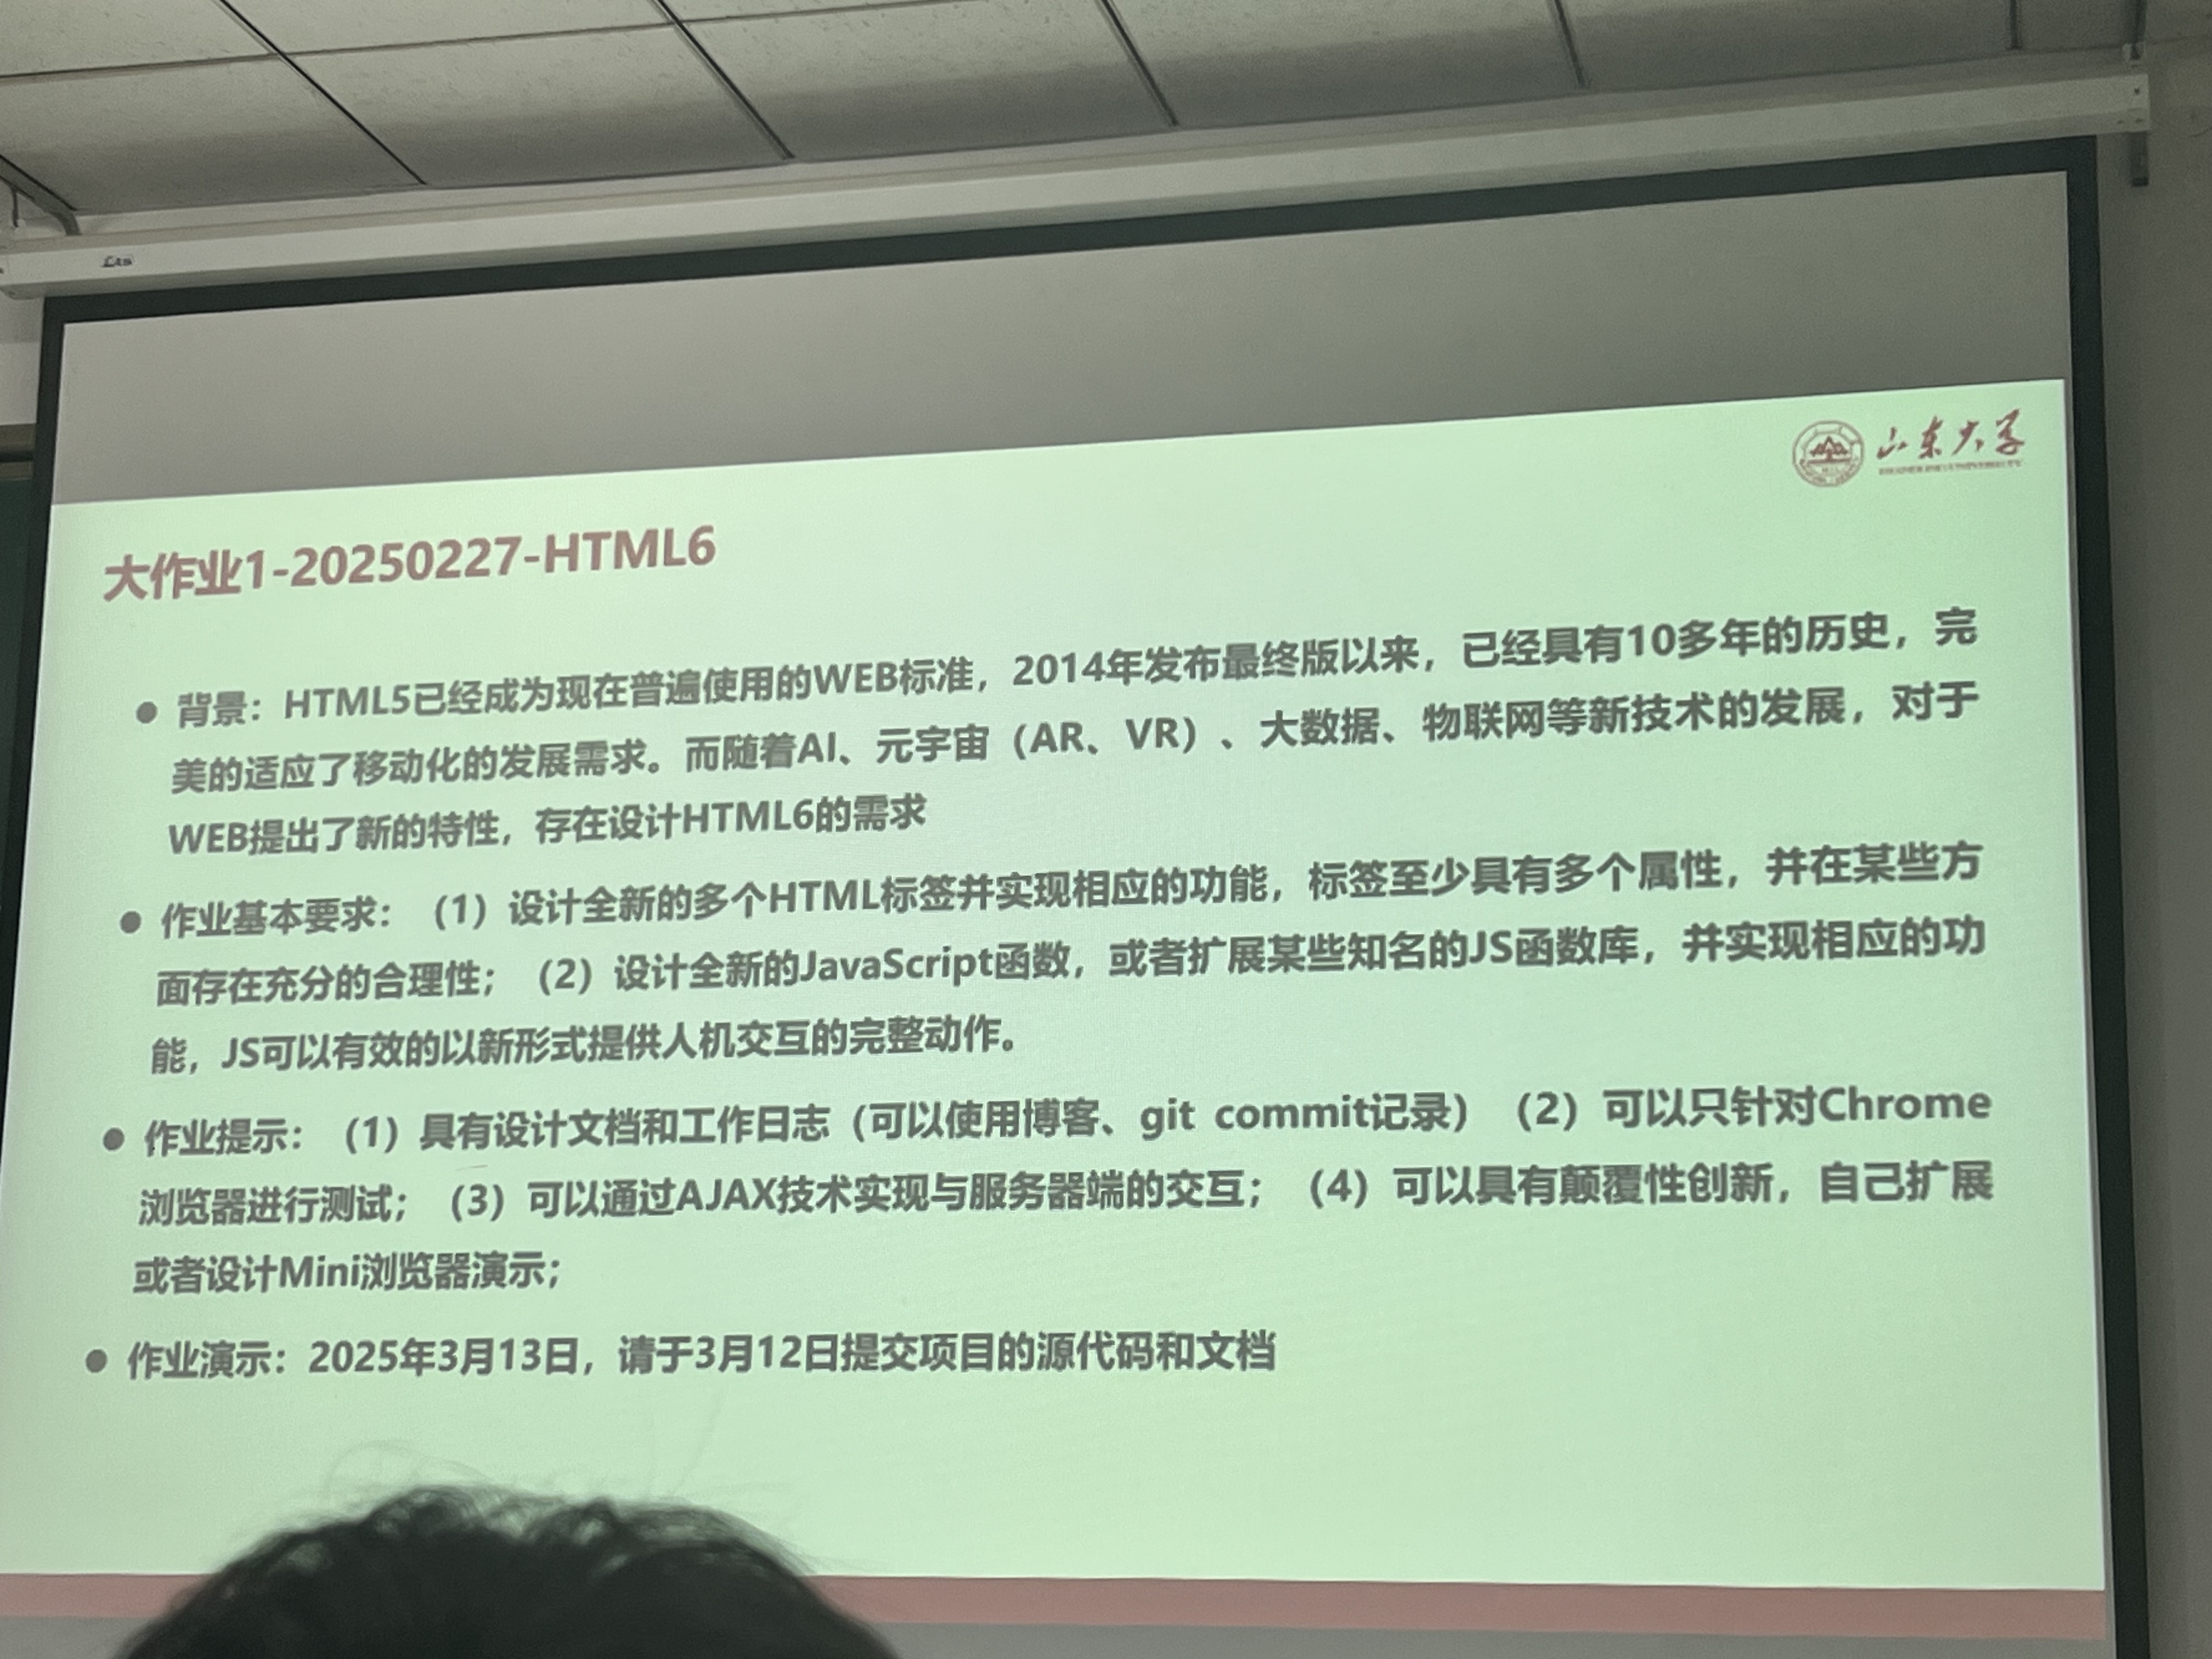 山东大学
大作业1-20250227-HTML6
● 背景：HTML5已经成为现在普遍使用的WEB标准，2014年发布最终版以来，已经具有10多年的历史，完
美的适应了移动化的发展需求。而随着AI、元宇宙（AR、VR）、大数据、物联网等新技术的发展，对于
WEB提出了新的特性，存在设计HTML6的需求
● 作业基本要求：（1）设计全新的多个HTML标签并实现相应的功能，标签至少具有多个属性，并在某些方
面存在充分的合理性；（2）设计全新的JavaScript函数，或者扩展某些知名的JS函数库，并实现相应的功
能，JS可以有效的以新形式提供人机交互的完整动作。
● 作业提示：（1）具有设计文档和工作日志（可以使用博客、git commit记录）（2）可以只针对Chrome
浏览器进行测试；（3）可以通过AJAX技术实现与服务器端的交互；（4）可以具有颠覆性创新，自己扩展
或者设计Mini浏览器演示；
● 作业演示：2025年3月13日，请于3月12日提交项目的源代码和文档